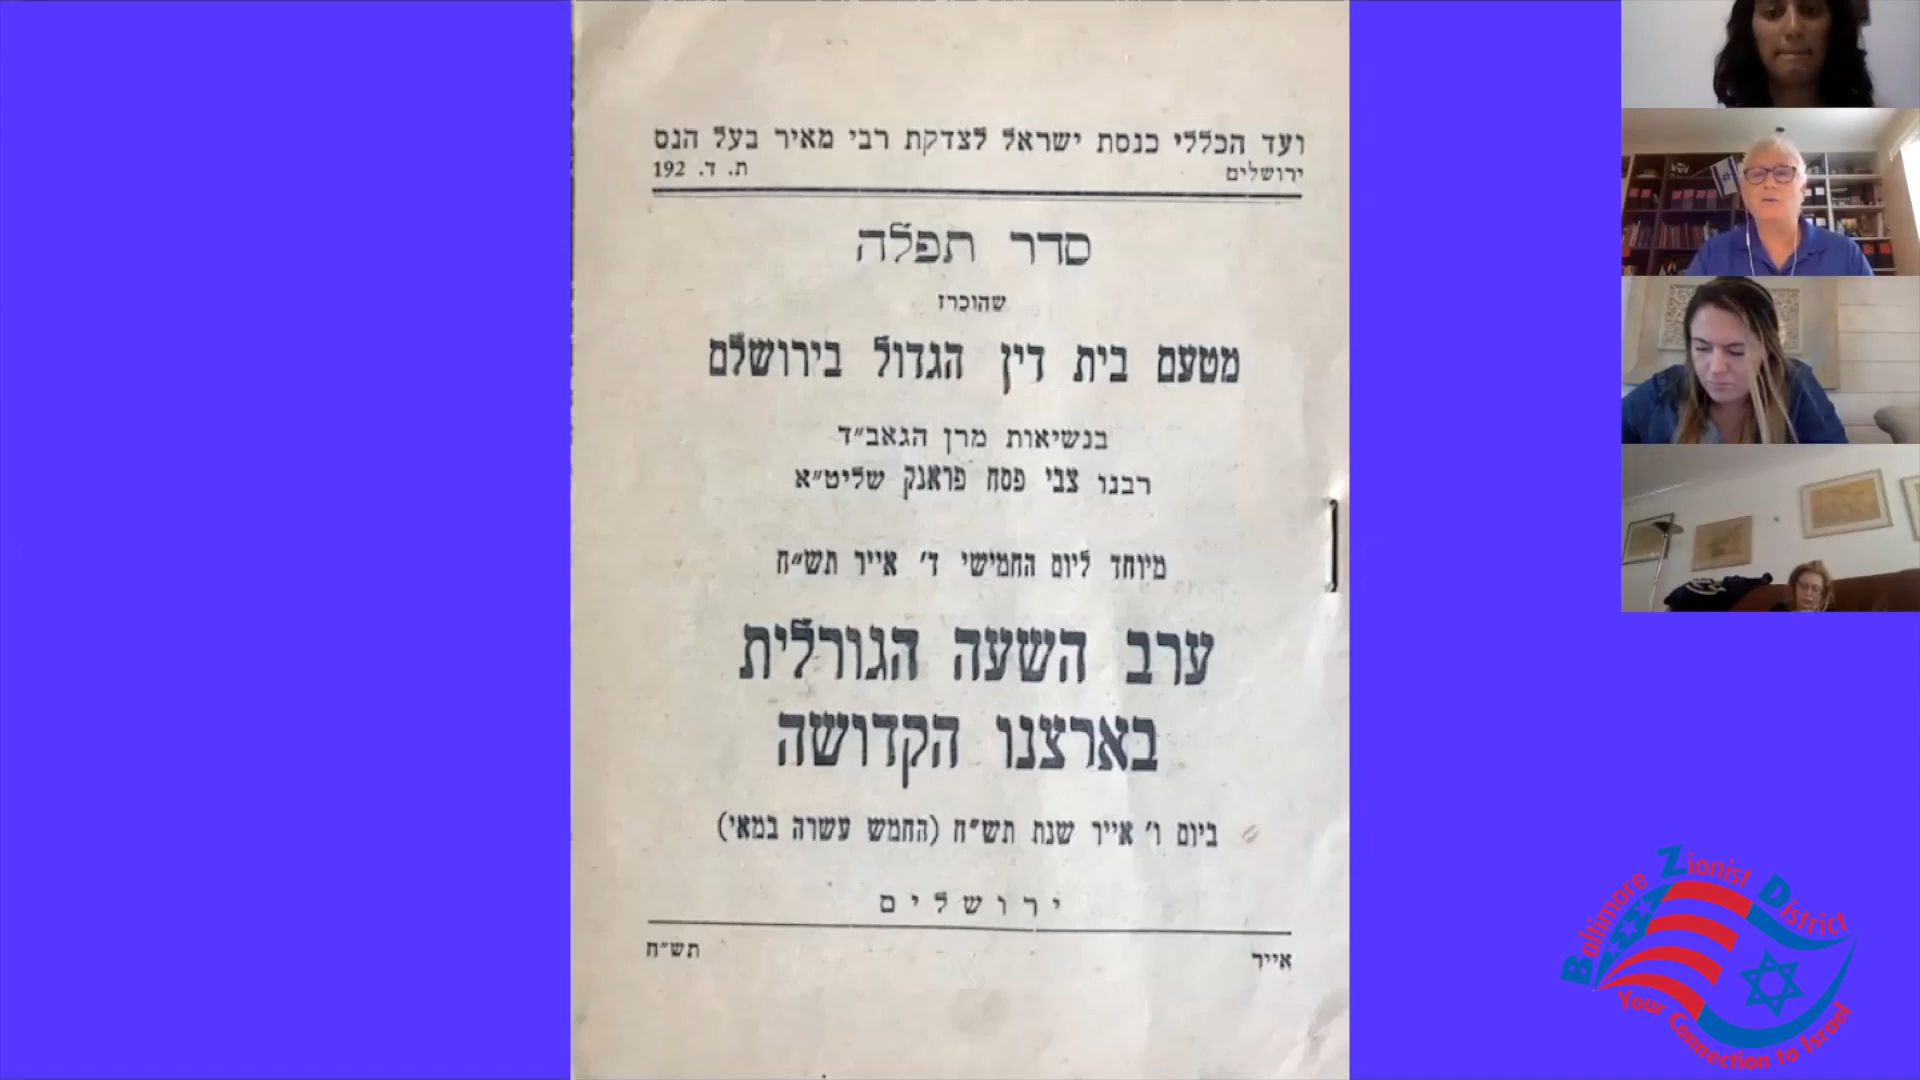 ועד הכללי כנסת ישראל לצדקת רבי מאיר בעל הנס
ירושלים ת. ד. 192
סדר תפלה
שהוכרז
מטעם בית דין הגדול בירושלם
בנשיאות מרן הגאב״ד
רבנו צבי פסח פראנק שליט״א
מיוחד ליום החמישי ד׳ אייר תש״ח
ערב השעה הגורלית
בארצנו הקדושה
ביום ו׳ אייר שנת תש״ח (החמש עשרה במאי)
ירושלים
אייר תש״ח
Baltimore Zionist District
Your Connection to Israel